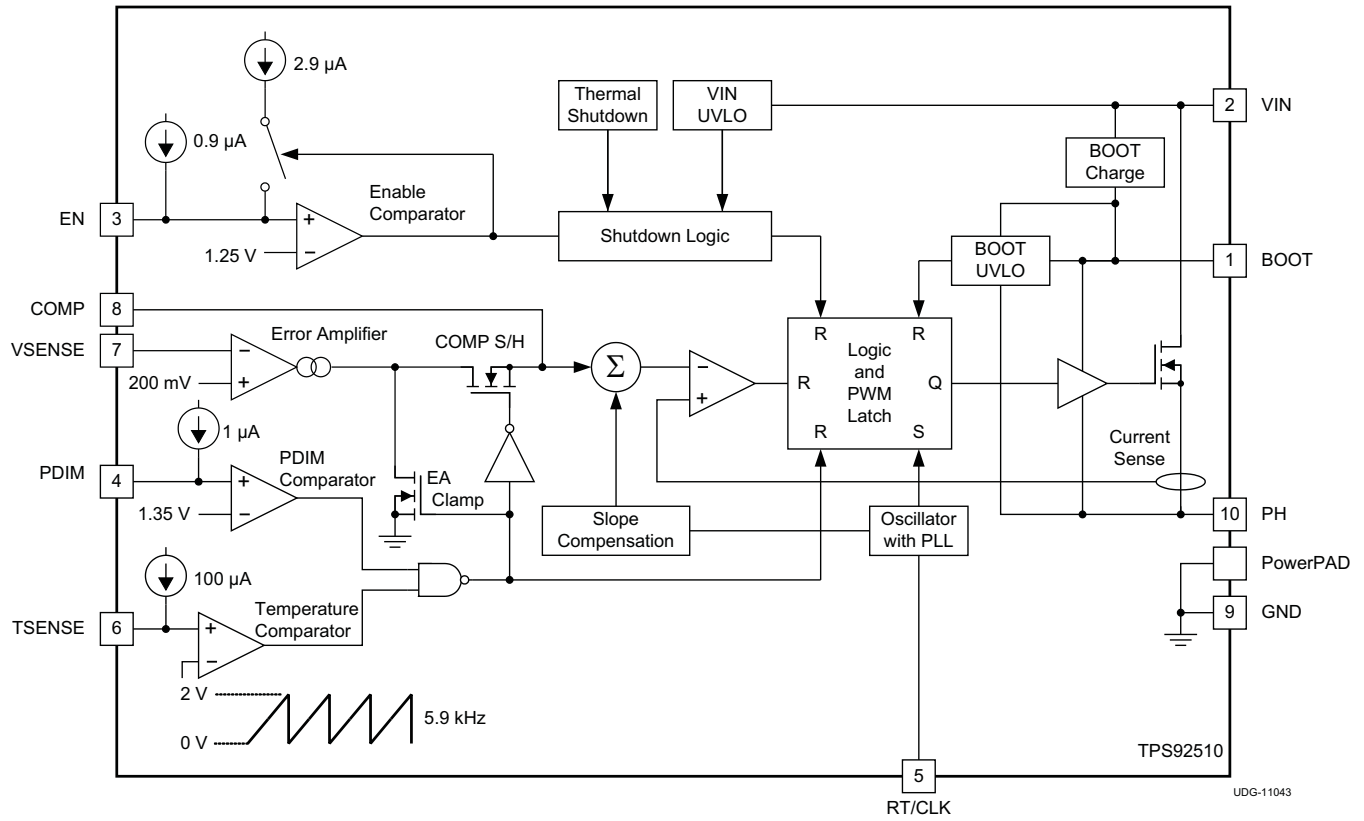 2.9 µA
0.9 µA
Thermal
Shutdown
VIN
UVLO
2
VIN
BOOT
Charge
Enable
Comparator
EN
3
+
−
1.25 V
Shutdown Logic
BOOT
UVLO
1
BOOT
COMP
8
VSENSE
7
Error Amplifier
COMP S/H
−
+
200 mV
Σ
−
+
R
R
Logic
and
PWM
Latch
R
Q
R
S
Current
Sense
1 µA
PDIM
4
PDIM
Comparator
+
−
1.35 V
EA
Clamp
Slope
Compensation
Oscillator
with PLL
10
PH
PowerPAD
9
GND
100 µA
TSENSE
6
Temperature
Comparator
+
−
2 V
5.9 kHz
0 V
TPS92510
5
RT/CLK
UDG-11043